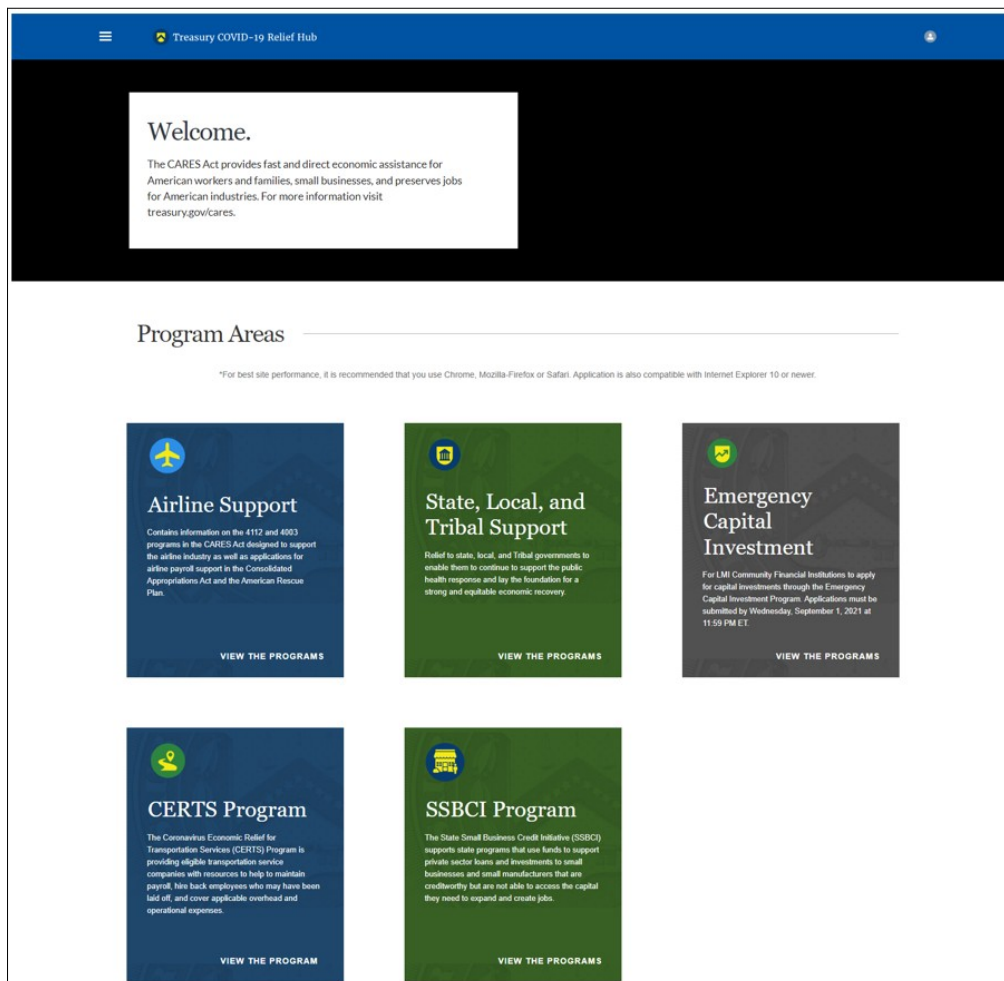 Treasury COVID-19 Relief Hub
Welcome.
The CARES Act provides fast and direct economic assistance for
American workers and families, small businesses, and preserves jobs
for American industries. For more information visit
treasury.gov/cares.
Program Areas
*For best site performance, it is recommended that you use Chrome, Mozilla-Firefox or Safari. Application is also compatible with Internet Explorer 10 or newer.
Airline Support
Contains information on the 4112 and 4003
programs in the CARES Act designed to support
the airline industry as well as applications for
airline payroll support in the Consolidated
Appropriations Act and the American Rescue
Plan.
VIEW THE PROGRAMS
State, Local, and
Tribal Support
Relief to state, local, and Tribal governments to
enable them to continue to support the public
health response and lay the foundation for a
strong and equitable economic recovery.
VIEW THE PROGRAMS
Emergency
Capital
Investment
For LMI Community Financial Institutions to apply
for capital investments through the Emergency
Capital Investment Program. Applications must be
submitted by Wednesday, September 1, 2021 at
11:59 PM ET.
VIEW THE PROGRAMS
CERTS Program
The Coronavirus Economic Relief for
Transportation Services (CERTS) Program is
providing eligible transportation service
companies with resources to help to maintain
payroll, hire back employees who may have been
laid off, and cover applicable overhead and
operational expenses.
VIEW THE PROGRAM
SSBCI Program
The State Small Business Credit Initiative (SSBCI)
supports state programs that use funds to support
private sector loans and investments to small
businesses and small manufacturers that are
creditworthy but are not able to access the capital
they need to expand and create jobs.
VIEW THE PROGRAMS